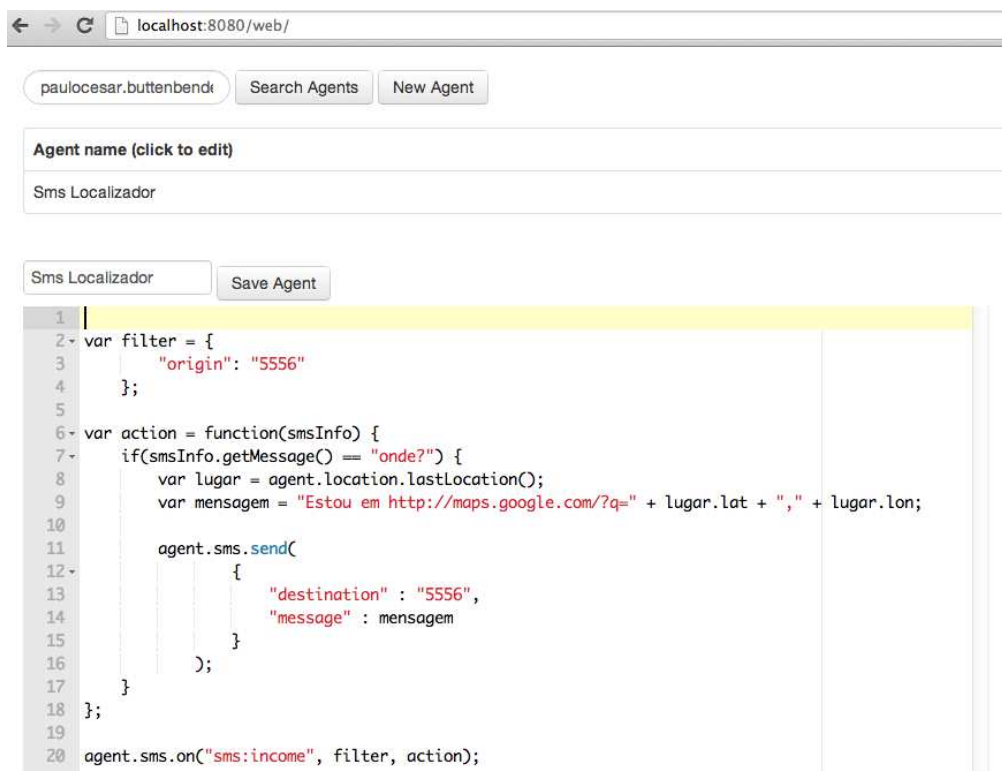 localhost:8080/web/
paulocesar.buttenbende Search Agents New Agent
Agent name (click to edit)
Sms Localizador
Sms Localizador Save Agent
1
2 var filter = {
3 "origin": "5556"
4 };
5
6 var action = function(smsInfo) {
7 if(smsInfo.getMessage() == "onde?") {
8 var lugar = agent.location.lastLocation();
9 var mensagem = "Estou em http://maps.google.com/?q=" + lugar.lat + "," + lugar.lon;
10
11 agent.sms.send(
12 {
13 "destination" : "5556",
14 "message" : mensagem
15 }
16 );
17 }
18 };
19
20 agent.sms.on("sms:income", filter, action);